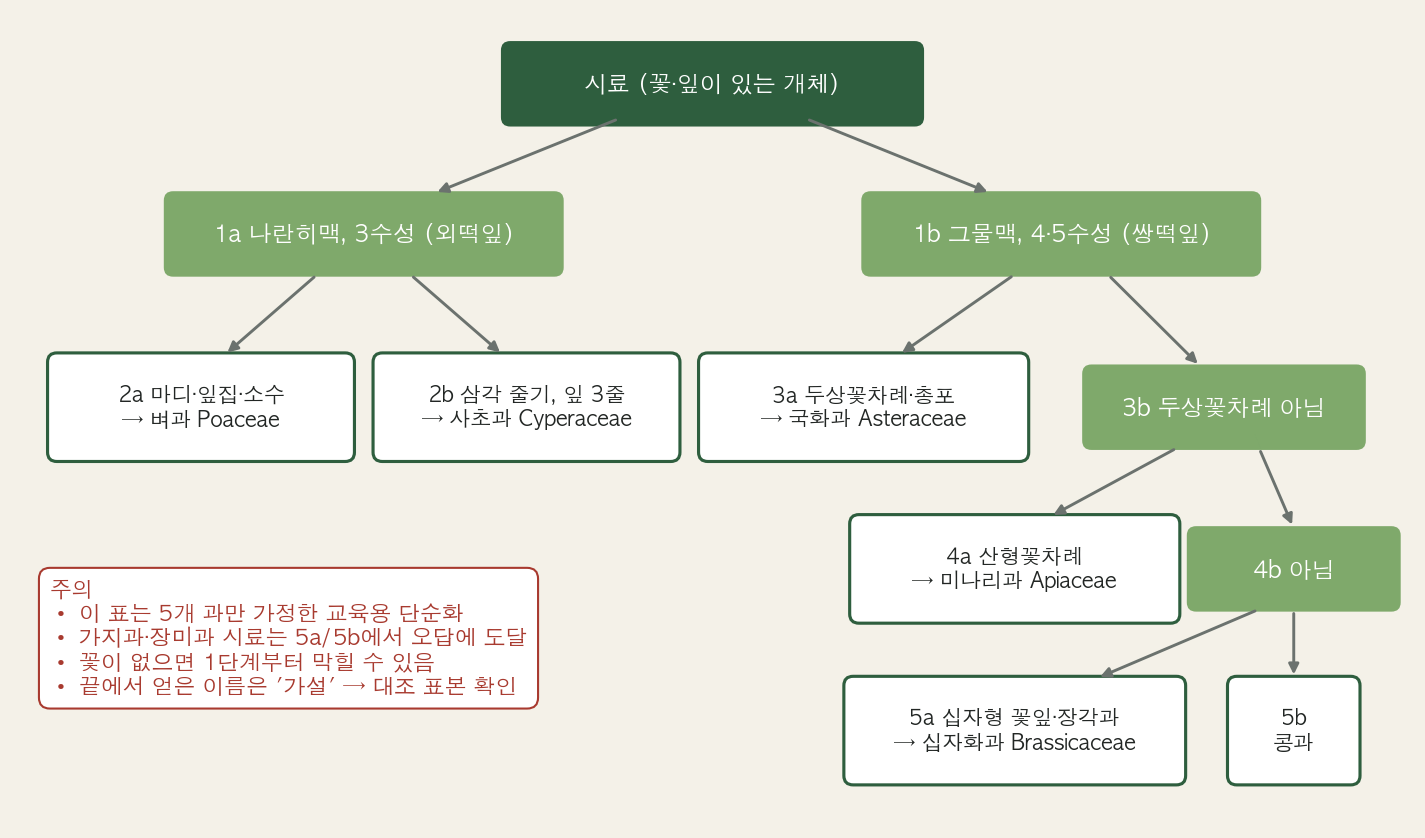 시료 (꽃·잎이 있는 개체)
1a 나란히맥, 3수성 (외떡잎)
1b 그물맥, 4·5수성 (쌍떡잎)
2a 마디·잎집·소수
→ 벼과 Poaceae
2b 삼각 줄기, 잎 3줄
→ 사초과 Cyperaceae
3a 두상꽃차례·총포
→ 국화과 Asteraceae
3b 두상꽃차례 아님
4a 산형꽃차례
→ 미나리과 Apiaceae
4b 아님
주의
• 이 표는 5개 과만 가정한 교육용 단순화
• 가지과·장미과 시료는 5a/5b에서 오답에 도달
• 꽃이 없으면 1단계부터 막힐 수 있음
• 끝에서 얻은 이름은 '가설' → 대조 표본 확인
5a 십자형 꽃잎·장각과
→ 십자화과 Brassicaceae
5b
콩과